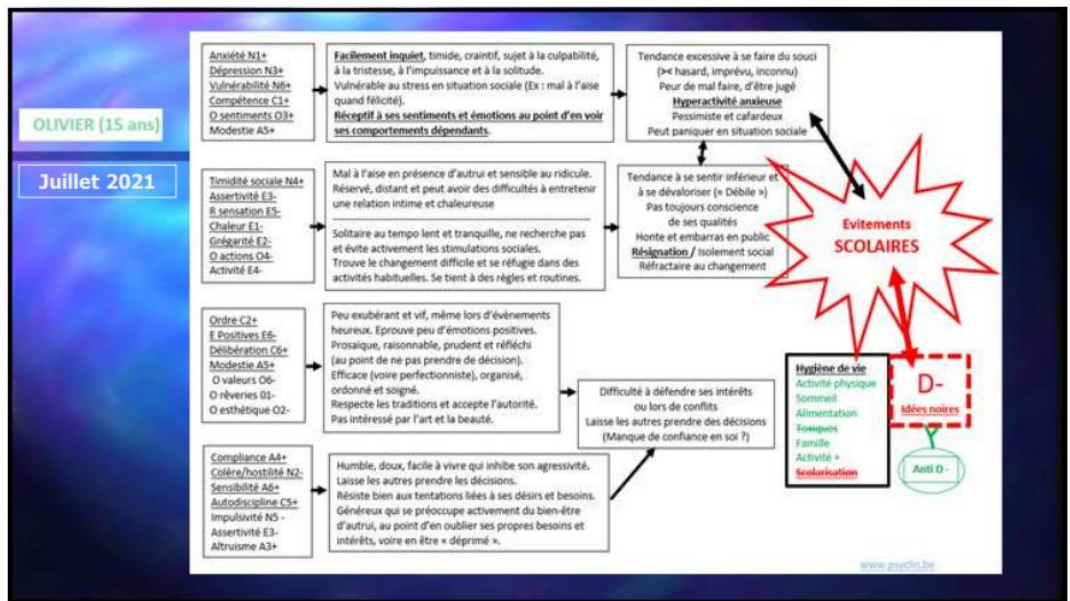 OLIVIER (15 ans)
Juillet 2021
Anxiété N1+
Dépression N3+
Vulnérabilité N6+
Compétence C1+
O sentiments O3+
Modestie A5+
Facilement inquiet, timide, craintif, sujet à la culpabilité,
à la tristesse, à l'impuissance et à la solitude.
Vulnérable au stress en situation sociale (Ex : mal à l'aise
quand félicité).
Réceptif à ses sentiments et émotions au point d'en voir
ses comportements dépendants.
Tendance excessive à se faire du souci
(>< hasard, imprévu, inconnu)
Peur de mal faire, d'être jugé
Hyperactivité anxieuse
Pessimiste et cafardeux
Peut paniquer en situation sociale
Timidité sociale N4+
Assertivité E3-
R sensation E5-
Chaleur E1-
Grégarité E2-
O actions O4-
Activité E4-
Mal à l'aise en présence d'autrui et sensible au ridicule.
Réservé, distant et peut avoir des difficultés à entretenir
une relation intime et chaleureuse
Solitaire au tempo lent et tranquille, ne recherche pas
et évite activement les stimulations sociales.
Trouve le changement difficile et se réfugie dans des
activités habituelles. Se tient à des règles et routines.
Tendance à se sentir inférieur et
à se dévaloriser (« Débile »)
Pas toujours conscience
de ses qualités
Honte et embarras en public
Résignation / Isolement social
Réfractaire au changement
Evitements
SCOLAIRES
Ordre C2+
E Positives E6-
Délibération C6+
Modestie A5+
O valeurs O6-
O rêveries 01-
O esthétique O2-
Peu exubérant et vif, même lors d'évènements
heureux. Eprouve peu d'émotions positives.
Prosaïque, raisonnable, prudent et réfléchi
(au point de ne pas prendre de décision).
Efficace (voire perfectionniste), organisé,
ordonné et soigné.
Respecte les traditions et accepte l'autorité.
Pas intéressé par l'art et la beauté.
Difficulté à défendre ses intérêts
ou lors de conflits
Laisse les autres prendre des décisions
(Manque de confiance en soi ?)
Hygiène de vie
Activité physique
Sommeil
Alimentation
Toxiques
Famille
Activité +
Scolarisation
D-
Idées noires
Anti D -
Compliance A4+
Colère/hostilité N2-
Sensibilité A6+
Autodiscipline C5+
Impulsivité N5 -
Assertivité E3-
Altruisme A3+
Humble, doux, facile à vivre qui inhibe son agressivité.
Laisse les autres prendre les décisions.
Résiste bien aux tentations liées à ses désirs et besoins.
Généreux qui se préoccupe activement du bien-être
d'autrui, au point d'en oublier ses propres besoins et
intérêts, voire en être « déprimé ».
www.psyclin.be